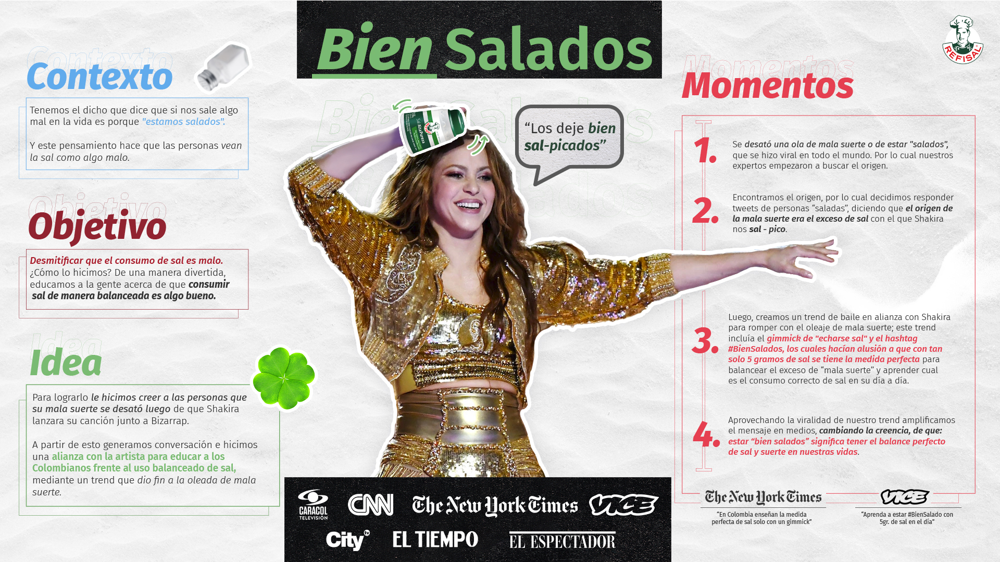 Bien Salados
REFISAL
Contexto
Contexto
Tenemos el dicho que dice que si nos sale algo
mal en la vida es porque "estamos salados".
Y este pensamiento hace que las personas vean
la sal como algo malo.
Objetivo
Objetivo
Desmitificar que el consumo de sal es malo.
¿Cómo lo hicimos? De una manera divertida,
educamos a la gente acerca de que consumir
sal de manera balanceada es algo bueno.
Idea
Idea
Para lograrlo le hicimos creer a las personas que
su mala suerte se desató luego de que Shakira
lanzara su canción junto a Bizarrap.
A partir de esto generamos conversación e hicimos
una alianza con la artista para educar a los
Colombianos frente al uso balanceado de sal,
mediante un trend que dio fin a la oleada de mala
suerte.
Bien Salados
Sal AltaPureza
REFISAL
“Los deje bien
sal-picados”
Momentos
Momentos
1.
Se desató una ola de mala suerte o de estar "salados",
que se hizo viral en todo el mundo. Por lo cual nuestros
expertos empezaron a buscar el origen.
2.
Encontramos el origen, por lo cual decidimos responder
tweets de personas “saladas”, diciendo que el origen de
la mala suerte era el exceso de sal con el que Shakira
nos sal - pico.
3.
Luego, creamos un trend de baile en alianza con Shakira
para romper con el oleaje de mala suerte; este trend
incluía el gimmick de "echarse sal" y el hashtag
#BienSalados, los cuales hacían alusión a que con tan
solo 5 gramos de sal se tiene la medida perfecta para
balancear el exceso de “mala suerte” y aprender cual
es el consumo correcto de sal en su día a día.
4.
Aprovechando la viralidad de nuestro trend amplificamos
el mensaje en medios, cambiando la creencia, de que:
estar “bien salados” significa tener el balance perfecto
de sal y suerte en nuestras vidas.
The New York Times
“En Colombia enseñan la medida
perfecta de sal solo con un gimmick”
VICE
“Aprenda a estar #BienSalado con
5gr. de sal en el día”
CARACOL
TELEVISIÓN
CNN
The New York Times
VICE
City tv
EL TIEMPO
EL ESPECTADOR